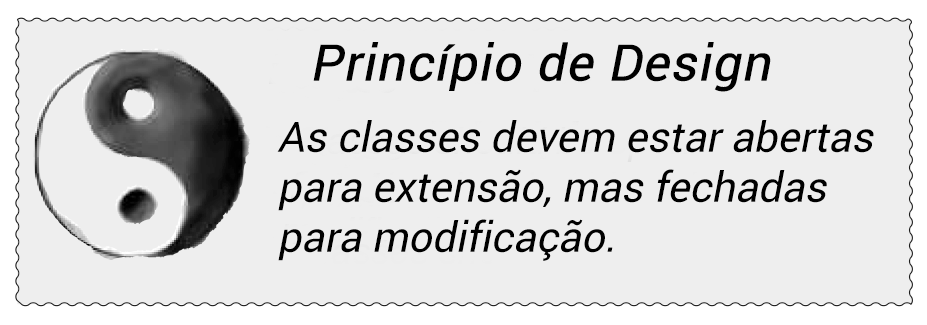 Princípio de Design
As classes devem estar abertas
para extensão, mas fechadas
para modificação.